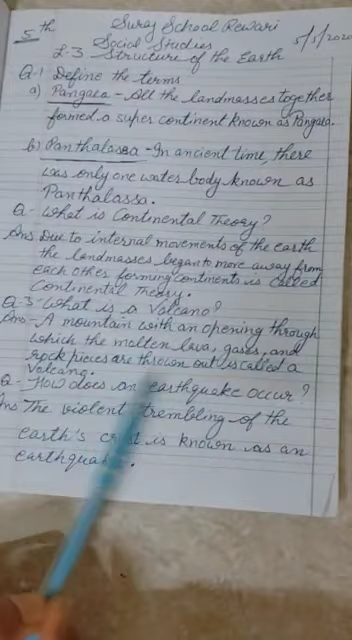 5th Suraj School Rewari 5/5/2020
Social Studies
L:3 Structure of the Earth
Q-1 Define the terms
a) Pangaea - All the landmasses together
formed a super continent known as Pangaea.
b) Panthalassa - In ancient time, there
was only one water body known as
Panthalassa.
Q- What is Continental Theory?
Ans Due to internal movements of the earth
the landmasses began to move away from
each other forming continents is called
Continental Theory.
Q-3 What is a Volcano?
Ans - A mountain with an opening through
which the molten lava, gases, and
rock pieces are thrown out is called a
Volcano.
Q- How does an earthquake occur?
Ans The violent trembling of the
earth's is known as an